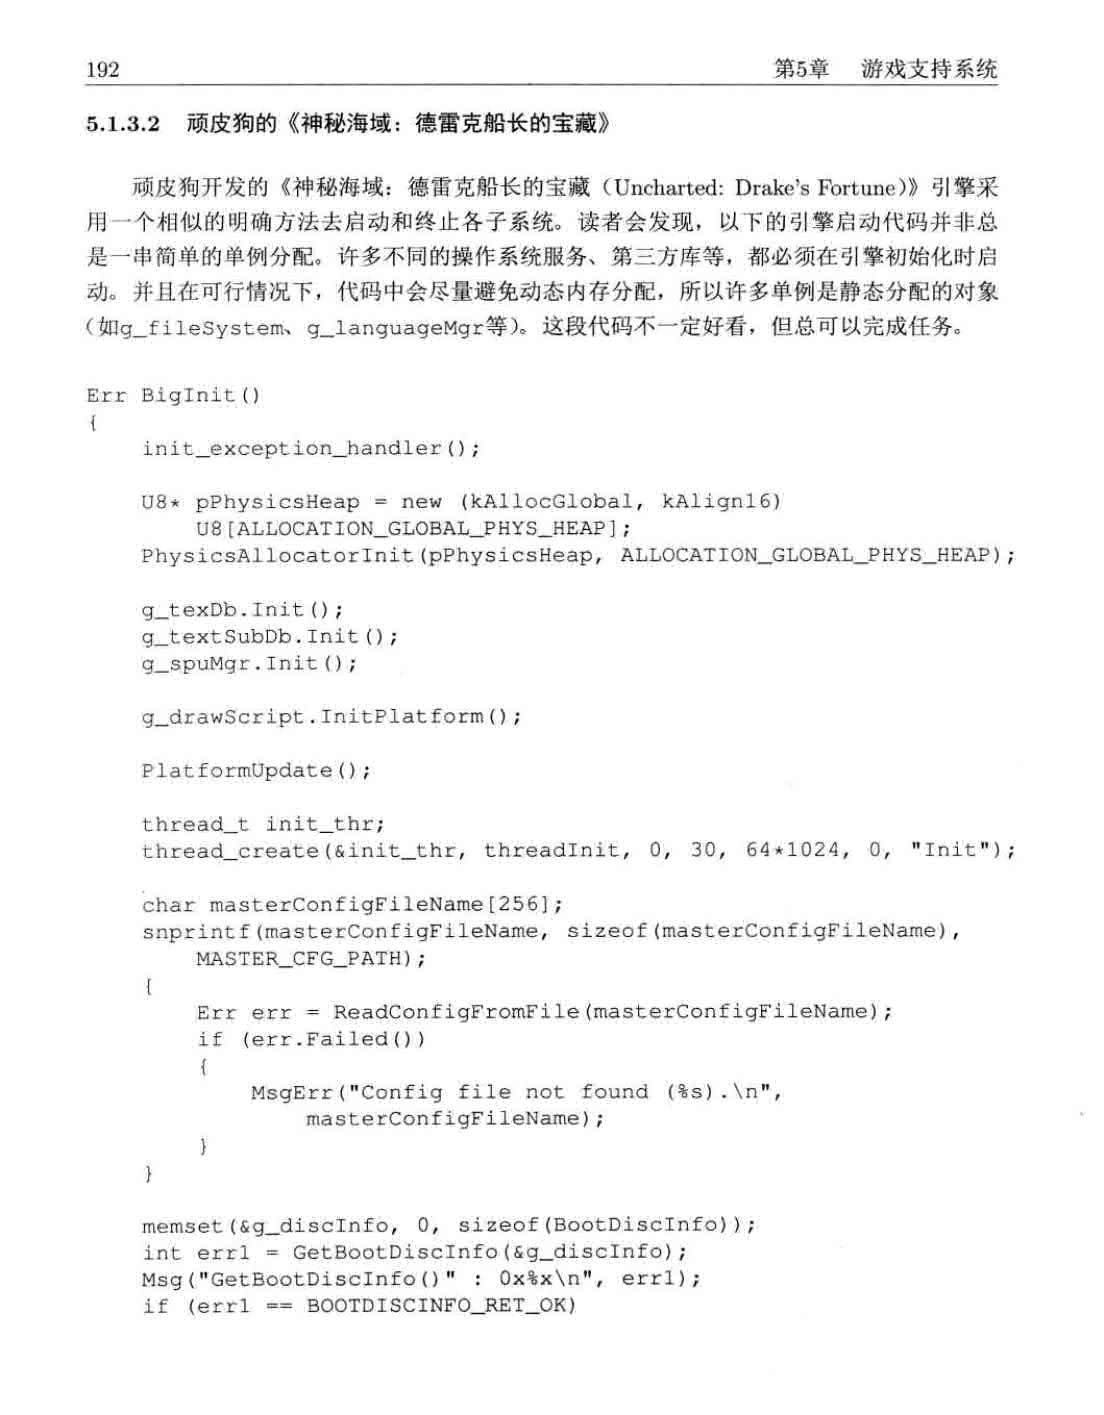 192 第5章 游戏支持系统
5.1.3.2 顽皮狗的《神秘海域：德雷克船长的宝藏》
顽皮狗开发的《神秘海域：德雷克船长的宝藏（Uncharted: Drake's Fortune）》引擎采
用一个相似的明确方法去启动和终止各子系统。读者会发现，以下的引擎启动代码并非总
是一串简单的单例分配。许多不同的操作系统服务、第三方库等，都必须在引擎初始化时启
动。并且在可行情况下，代码中会尽量避免动态内存分配，所以许多单例是静态分配的对象
（如g_fileSystem、g_languageMgr等）。这段代码不一定好看，但总可以完成任务。
Err BigInit()
{
init_exception_handler();
U8* pPhysicsHeap = new (kAllocGlobal, kAlign16)
U8[ALLOCATION_GLOBAL_PHYS_HEAP];
PhysicsAllocatorInit(pPhysicsHeap, ALLOCATION_GLOBAL_PHYS_HEAP);
g_texDb.Init();
g_textSubDb.Init();
g_spuMgr.Init();
g_drawScript.InitPlatform();
PlatformUpdate();
thread_t init_thr;
thread_create(&init_thr, threadInit, 0, 30, 64*1024, 0, "Init");
char masterConfigFileName[256];
snprintf(masterConfigFileName, sizeof(masterConfigFileName),
MASTER_CFG_PATH);
{
Err err = ReadConfigFromFile(masterConfigFileName);
if (err.Failed())
{
MsgErr("Config file not found (%s).\n",
masterConfigFileName);
}
}
memset(&g_discInfo, 0, sizeof(BootDiscInfo));
int err1 = GetBootDiscInfo(&g_discInfo);
Msg("GetBootDiscInfo()" : 0x%x\n", err1);
if (err1 == BOOTDISCINFO_RET_OK)